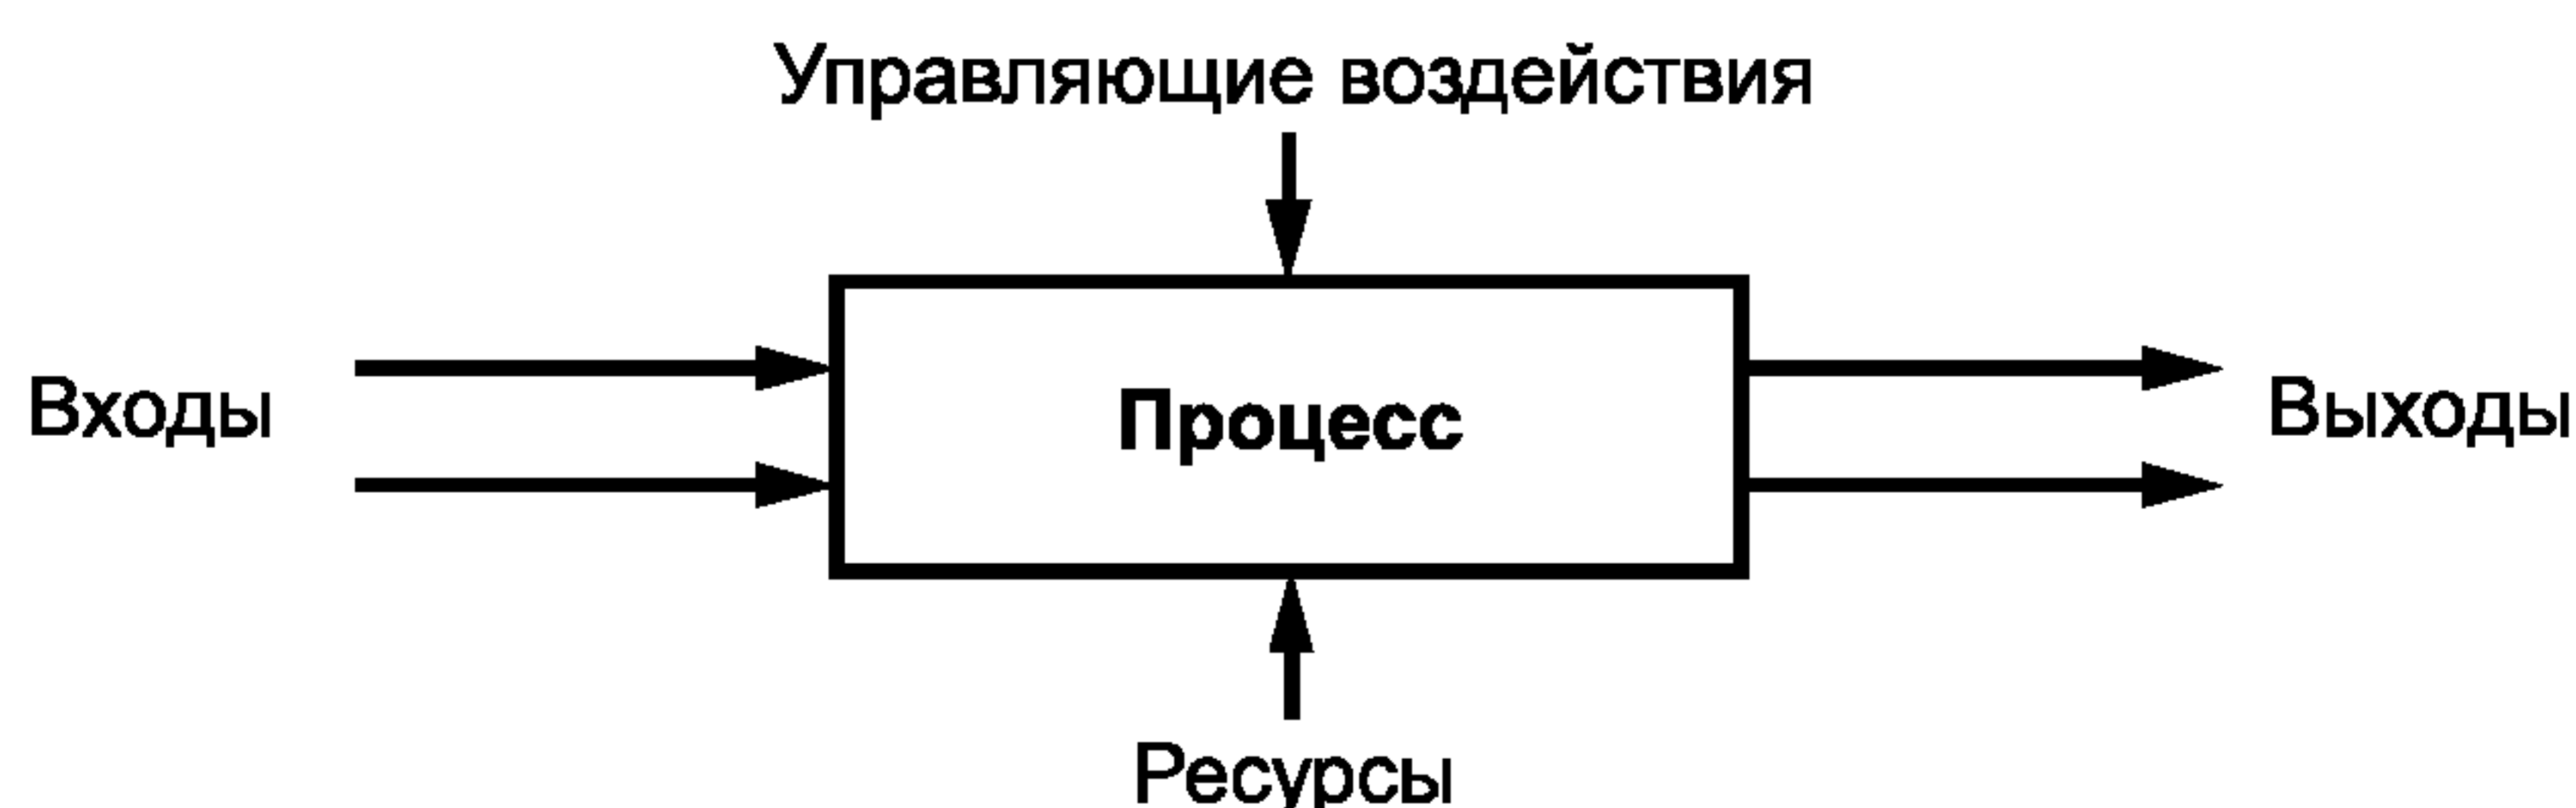 Управляющие воздействия
Входы
Процесс
Выходы
Ресурсы